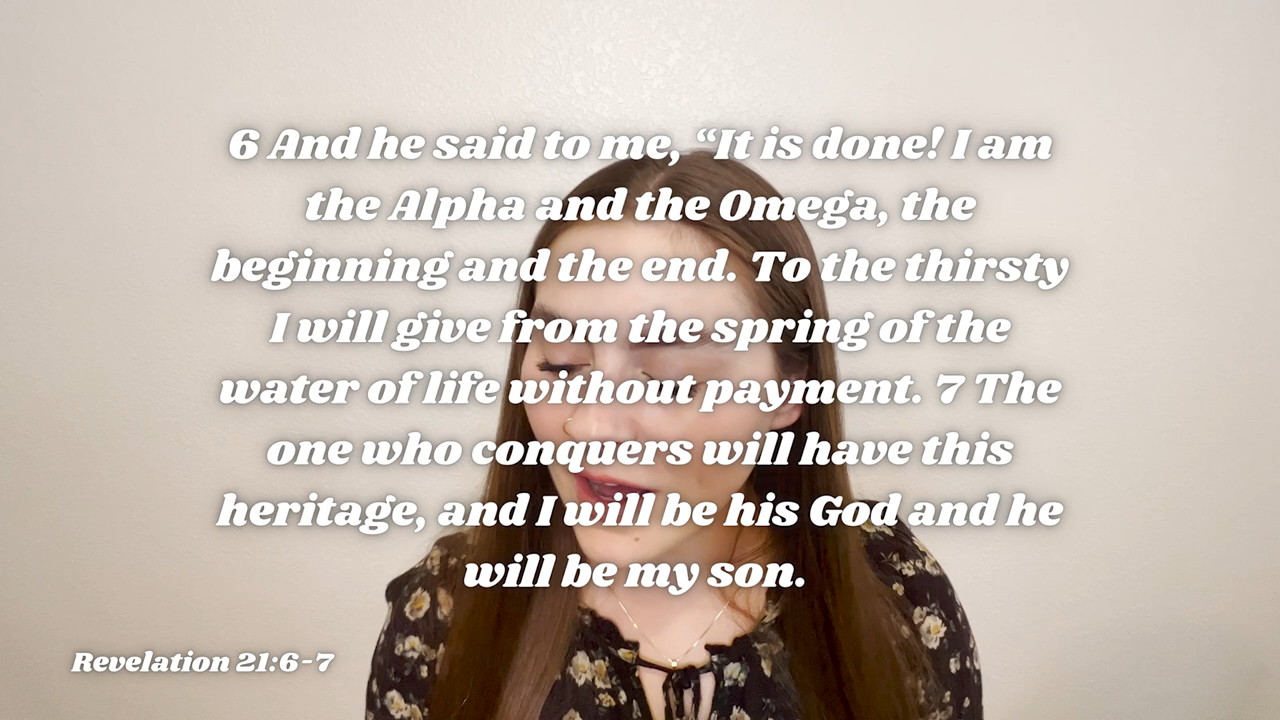 6 And he said to me, “It is done! I am
the Alpha and the Omega, the
beginning and the end. To the thirsty
I will give from the spring of the
water of life without payment. 7 The
one who conquers will have this
heritage, and I will be his God and he
will be my son.
Revelation 21:6-7